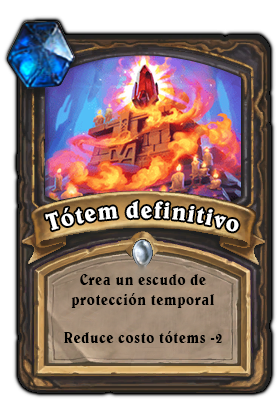 Tótem definitivo
Crea un escudo de
protección temporal
Reduce costo tótems -2